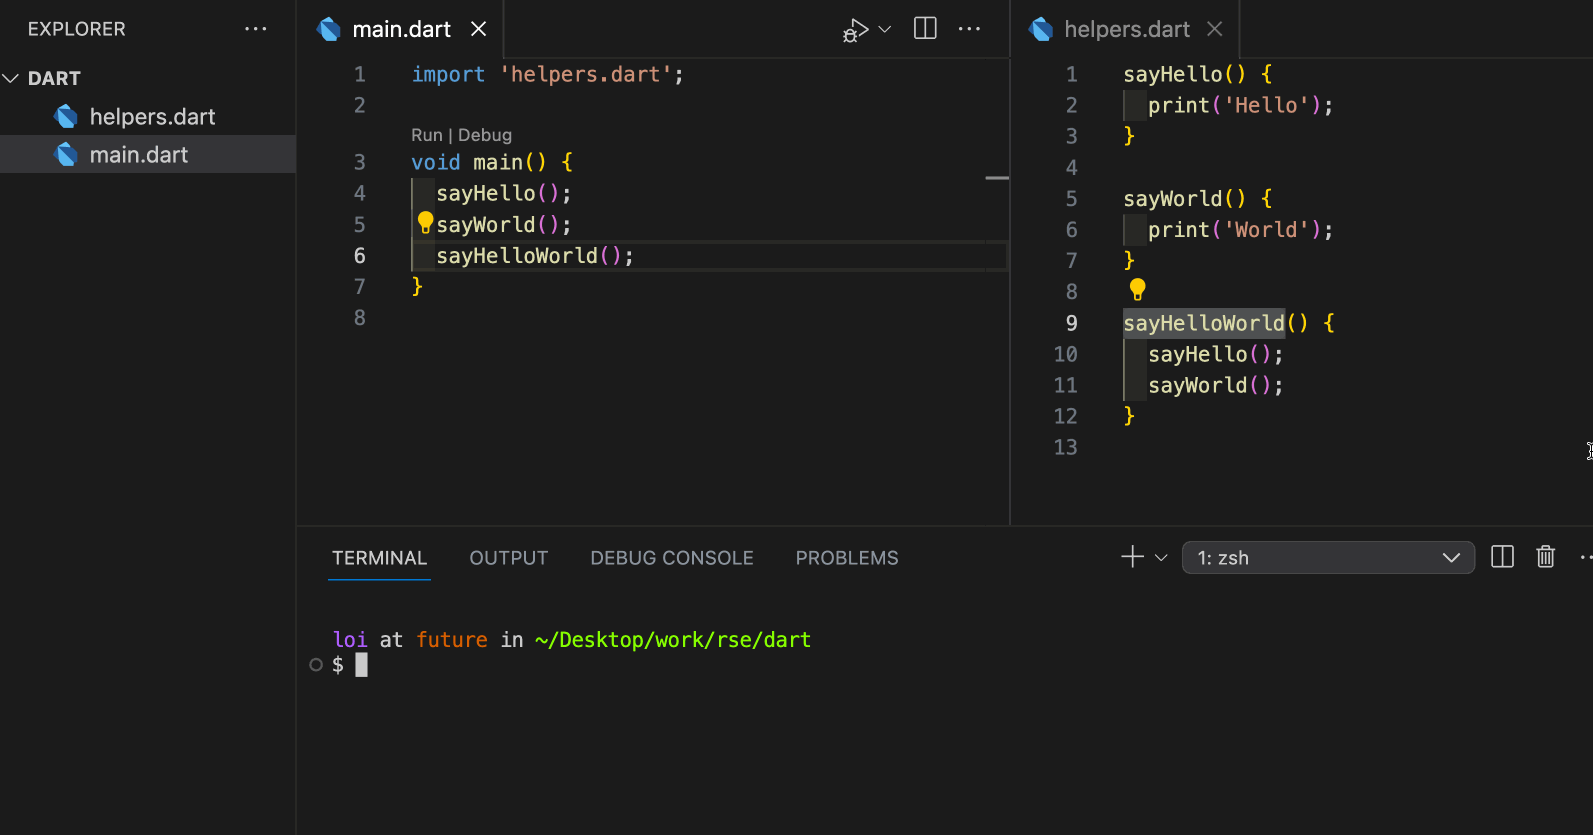 EXPLORER
DART
helpers.dart
main.dart
main.dart
1 import 'helpers.dart';
2
Run | Debug
3 void main() {
4 sayHello();
5 sayWorld();
6 sayHelloWorld();
7 }
8
helpers.dart
1 sayHello() {
2 print('Hello');
3 }
4
5 sayWorld() {
6 print('World');
7 }
8
9 sayHelloWorld() {
10 sayHello();
11 sayWorld();
12 }
13
TERMINAL OUTPUT DEBUG CONSOLE PROBLEMS 1: zsh
loi at future in ~/Desktop/work/rse/dart
$